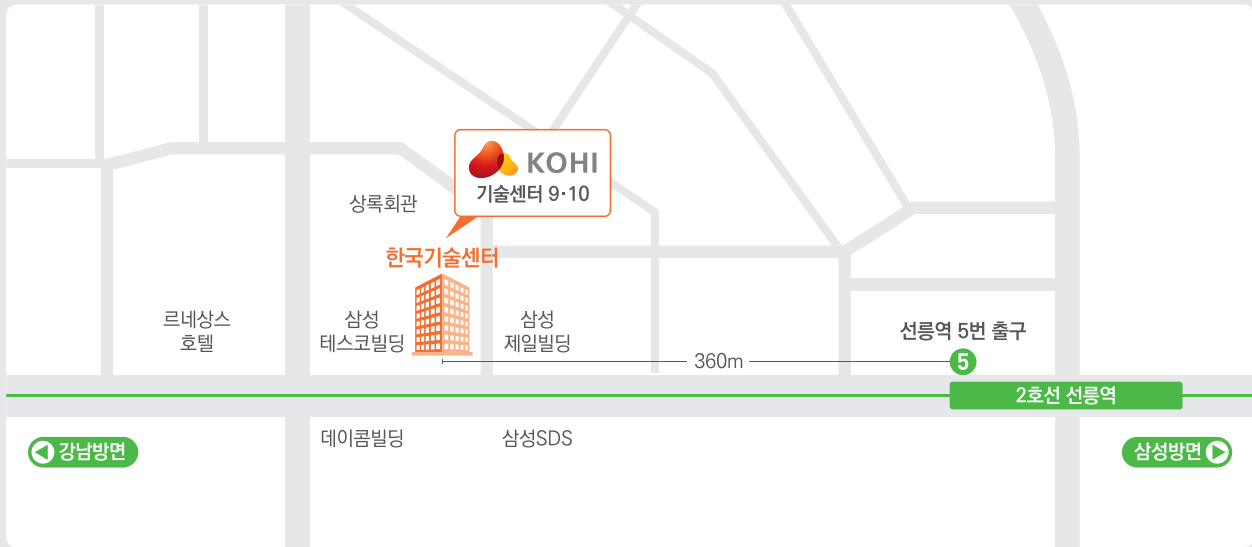 KOHI
기술센터 9·10
상록회관
한국기술센터
르네상스
호텔
삼성
테스코빌딩
삼성
제일빌딩
선릉역 5번 출구
360m
5
2호선 선릉역
데이콤빌딩
삼성SDS
강남방면
삼성방면